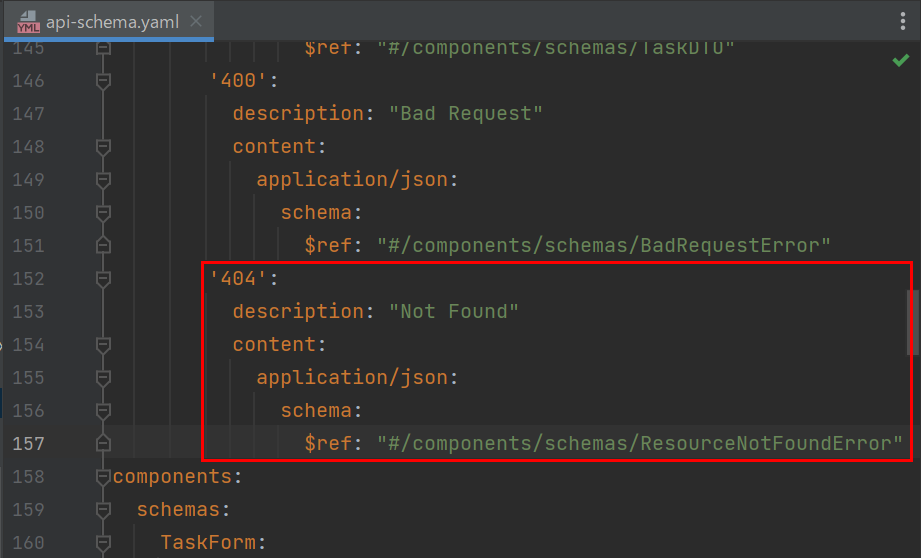 YML api-schema.yaml
145 $ref: "#/components/schemas/TaskDTO"
146 '400':
147 description: "Bad Request"
148 content:
149 application/json:
150 schema:
151 $ref: "#/components/schemas/BadRequestError"
152 '404':
153 description: "Not Found"
154 content:
155 application/json:
156 schema:
157 $ref: "#/components/schemas/ResourceNotFoundError"
158 components:
159 schemas:
160 TaskForm: